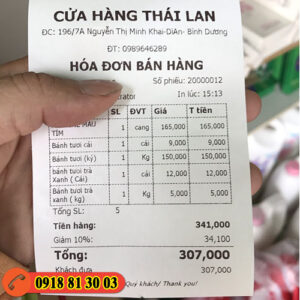 CỬA HÀNG THÁI LAN
ĐC: 196/7A Nguyễn Thị Minh Khai-DiAn- Bình Dương
ĐT: 0989646289
HÓA ĐƠN BÁN HÀNG
Số phiếu: 20000012
In lúc: 15:13
SL ĐVT Giá T tiền
MÀU TÍM 1 cang 165,000 165,000
Bánh tươi cái 1 cái 9,000 9,000
Bánh tươi (ký) 1 Kg 150,000 150,000
bánh tươi trà xanh ( Cái) 1 cái 12,000 12,000
Bánh tươi trà xanh ( kg) 1 Kg 5,000 5,000
Tổng SL: 5
Tiền hàng: 341,000
Giảm 10%: 34,100
Tổng: 307,000
Khách đưa 307,000
Quý khách/ Thank you!
0918 81 30 03